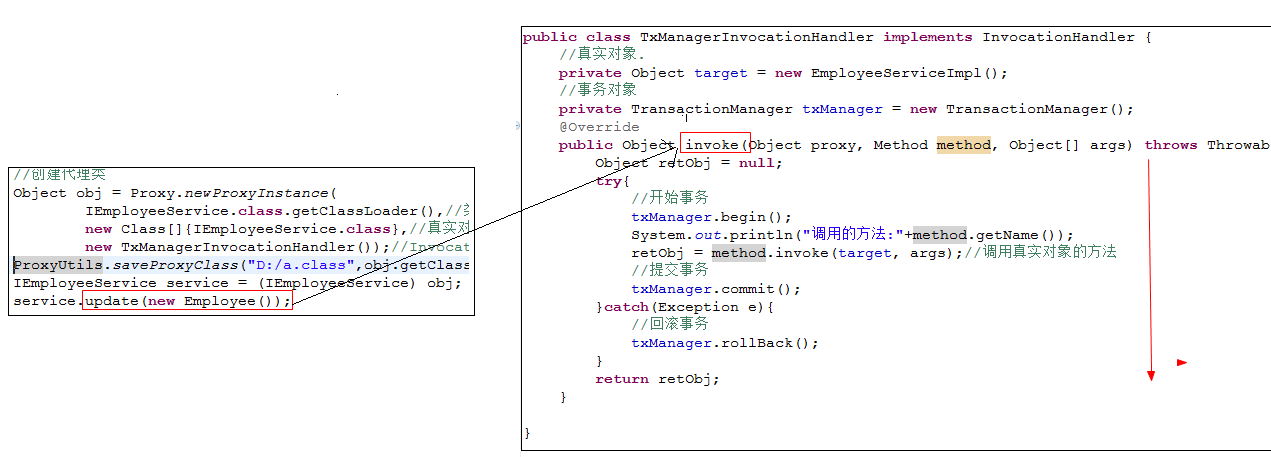 //创建代理类
Object obj = Proxy.newProxyInstance(
IEmployeeService.class.getClassLoader(),//
new Class[]{IEmployeeService.class},//真实对
new TxManagerInvocationHandler());//Invocat
ProxyUtils.saveProxyClass("D:/a.class",obj.getClass
IEmployeeService service = (IEmployeeService) obj;
service.update(new Employee());
public class TxManagerInvocationHandler implements InvocationHandler {
//真实对象.
private Object target = new EmployeeServiceImpl();
//事务对象
private TransactionManager txManager = new TransactionManager();
@Override
public Object invoke(Object proxy, Method method, Object[] args) throws Throwab
Object retObj = null;
try{
//开始事务
txManager.begin();
System.out.println("调用的方法:"+method.getName());
retObj = method.invoke(target, args);//调用真实对象的方法
//提交事务
txManager.commit();
}catch(Exception e){
//回滚事务
txManager.rollBack();
}
return retObj;
}
}